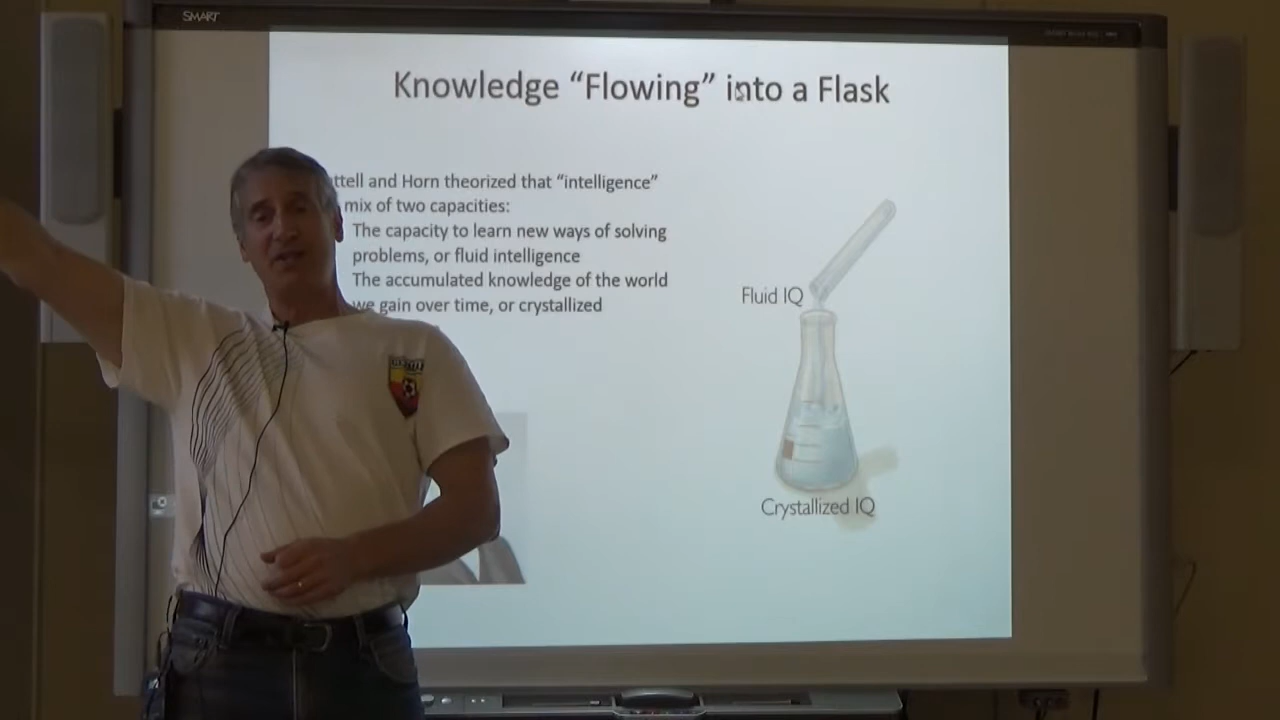 SMART
Knowledge “Flowing” into a Flask
ttell and Horn theorized that “intelligence”
mix of two capacities:
The capacity to learn new ways of solving
problems, or fluid intelligence
The accumulated knowledge of the world
we gain over time, or crystallized
Fluid IQ
Crystallized IQ